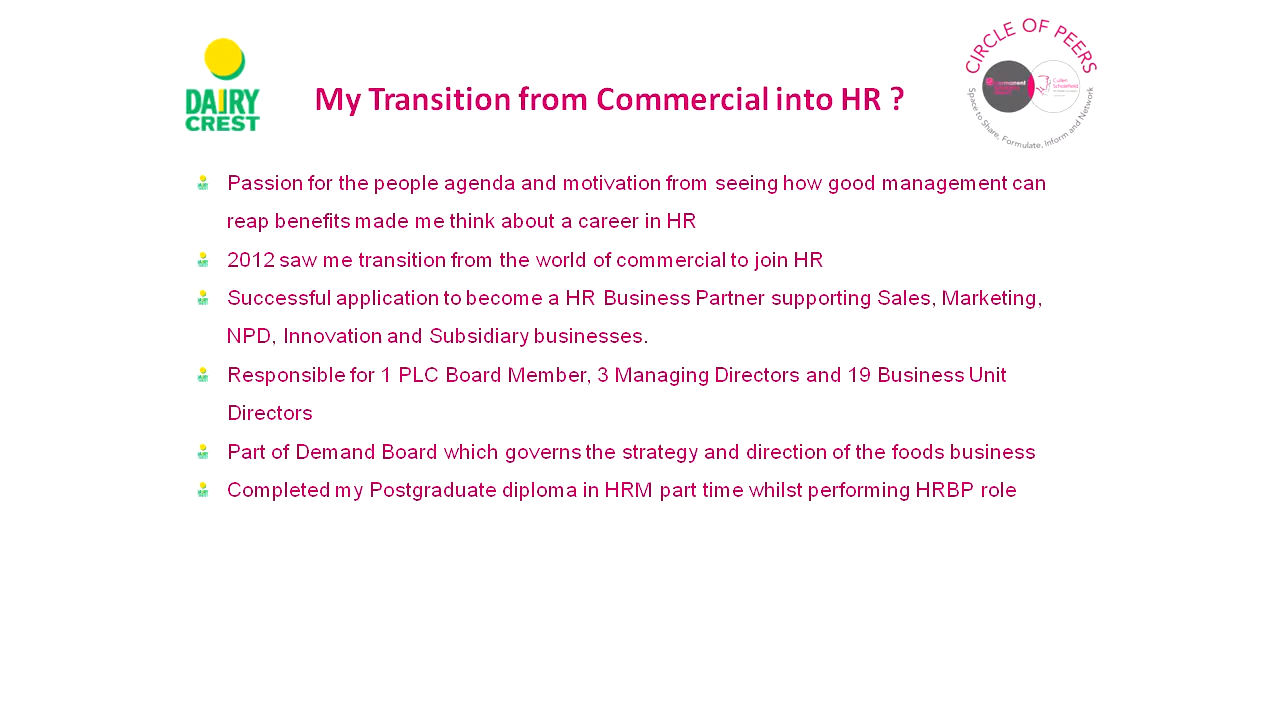 CIRCLE OF PEERS
DAIRY
CREST
My Transition from Commercial into HR ?
Cullen
Scholefield
Space to Share, Formulate, Inform and Network
Passion for the people agenda and motivation from seeing how good management can
reap benefits made me think about a career in HR
2012 saw me transition from the world of commercial to join HR
Successful application to become a HR Business Partner supporting Sales, Marketing,
NPD, Innovation and Subsidiary businesses.
Responsible for 1 PLC Board Member, 3 Managing Directors and 19 Business Unit
Directors
Part of Demand Board which governs the strategy and direction of the foods business
Completed my Postgraduate diploma in HRM part time whilst performing HRBP role